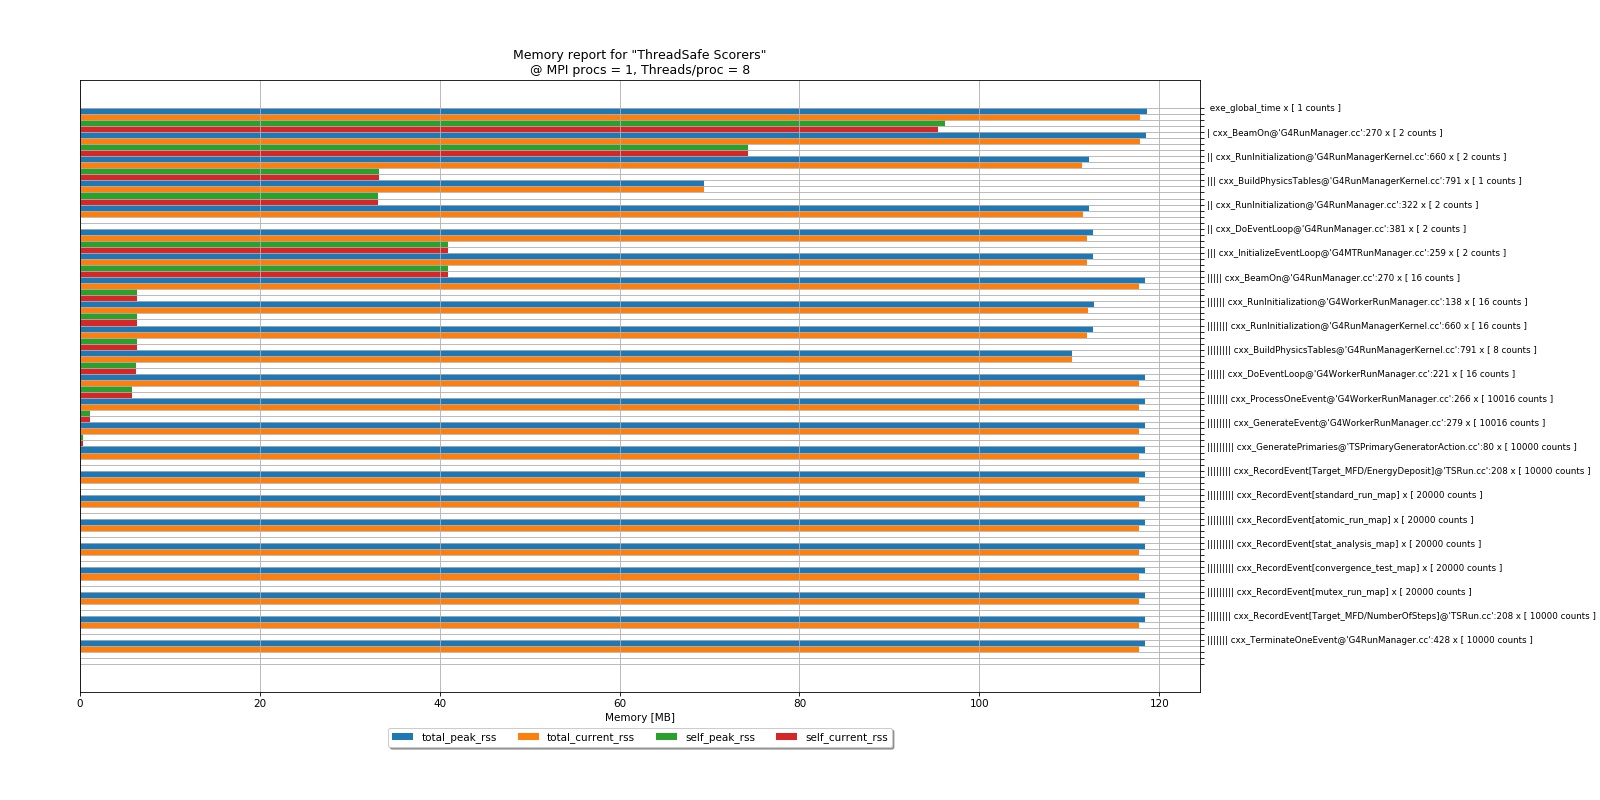 Memory report for "ThreadSafe Scorers"
@ MPI procs = 1, Threads/proc = 8
exe_global_time x [ 1 counts ]
| cxx_BeamOn@'G4RunManager.cc':270 x [ 2 counts ]
|| cxx_RunInitialization@'G4RunManagerKernel.cc':660 x [ 2 counts ]
||| cxx_BuildPhysicsTables@'G4RunManagerKernel.cc':791 x [ 1 counts ]
|| cxx_RunInitialization@'G4RunManager.cc':322 x [ 2 counts ]
|| cxx_DoEventLoop@'G4RunManager.cc':381 x [ 2 counts ]
||| cxx_InitializeEventLoop@'G4MTRunManager.cc':259 x [ 2 counts ]
||||| cxx_BeamOn@'G4RunManager.cc':270 x [ 16 counts ]
|||||| cxx_RunInitialization@'G4WorkerRunManager.cc':138 x [ 16 counts ]
||||||| cxx_RunInitialization@'G4RunManagerKernel.cc':660 x [ 16 counts ]
|||||||| cxx_BuildPhysicsTables@'G4RunManagerKernel.cc':791 x [ 8 counts ]
|||||| cxx_DoEventLoop@'G4WorkerRunManager.cc':221 x [ 16 counts ]
||||||| cxx_ProcessOneEvent@'G4WorkerRunManager.cc':266 x [ 10016 counts ]
|||||||| cxx_GenerateEvent@'G4WorkerRunManager.cc':279 x [ 10016 counts ]
||||||||| cxx_GeneratePrimaries@'TSPrimaryGeneratorAction.cc':80 x [ 10000 counts ]
|||||||| cxx_RecordEvent[Target_MFD/EnergyDeposit]@'TSRun.cc':208 x [ 10000 counts ]
||||||||| cxx_RecordEvent[standard_run_map] x [ 20000 counts ]
||||||||| cxx_RecordEvent[atomic_run_map] x [ 20000 counts ]
||||||||| cxx_RecordEvent[stat_analysis_map] x [ 20000 counts ]
||||||||| cxx_RecordEvent[convergence_test_map] x [ 20000 counts ]
||||||||| cxx_RecordEvent[mutex_run_map] x [ 20000 counts ]
|||||||| cxx_RecordEvent[Target_MFD/NumberOfSteps]@'TSRun.cc':208 x [ 10000 counts ]
||||||| cxx_TerminateOneEvent@'G4RunManager.cc':428 x [ 10000 counts ]
0 20 40 60 80 100 120
Memory [MB]
total_peak_rss total_current_rss self_peak_rss self_current_rss